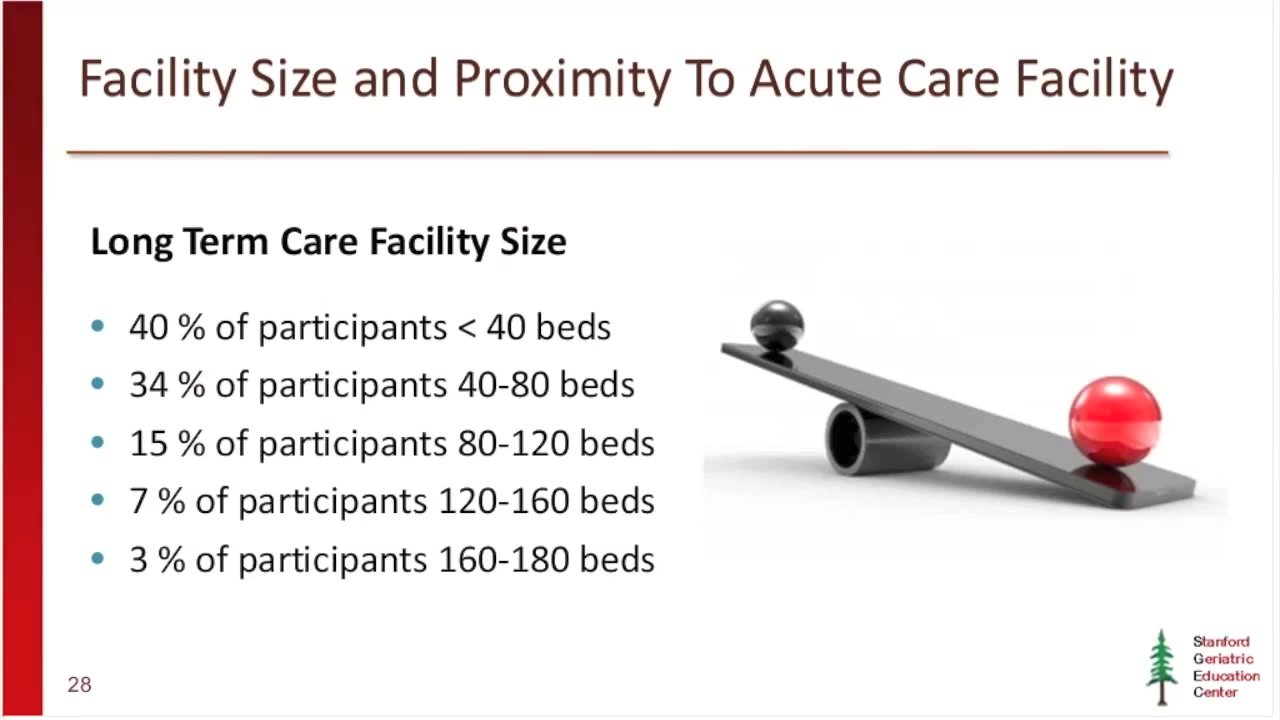 Facility Size and Proximity To Acute Care Facility
Long Term Care Facility Size
• 40 % of participants < 40 beds
• 34 % of participants 40-80 beds
• 15 % of participants 80-120 beds
• 7 % of participants 120-160 beds
• 3 % of participants 160-180 beds
28
Stanford
Geriatric
Education
Center